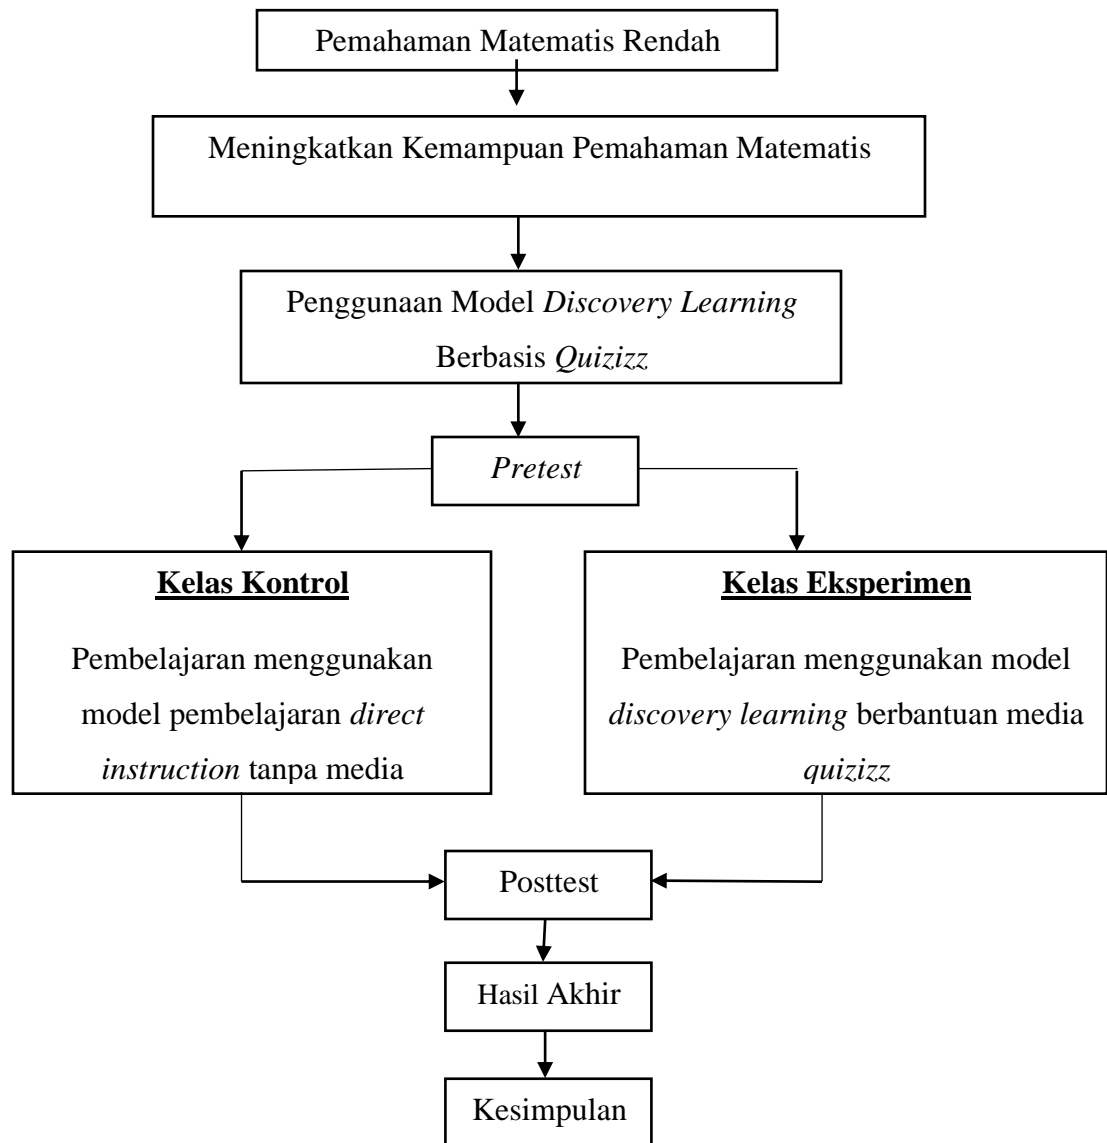 Pemahaman Matematis Rendah
Meningkatkan Kemampuan Pemahaman Matematis
Penggunaan Model Discovery Learning
Berbasis Quizizz
Pretest
Kelas Kontrol
Pembelajaran menggunakan
model pembelajaran direct
instruction tanpa media
Kelas Eksperimen
Pembelajaran menggunakan model
discovery learning berbantuan media
quizizz
Posttest
Hasil Akhir
Kesimpulan